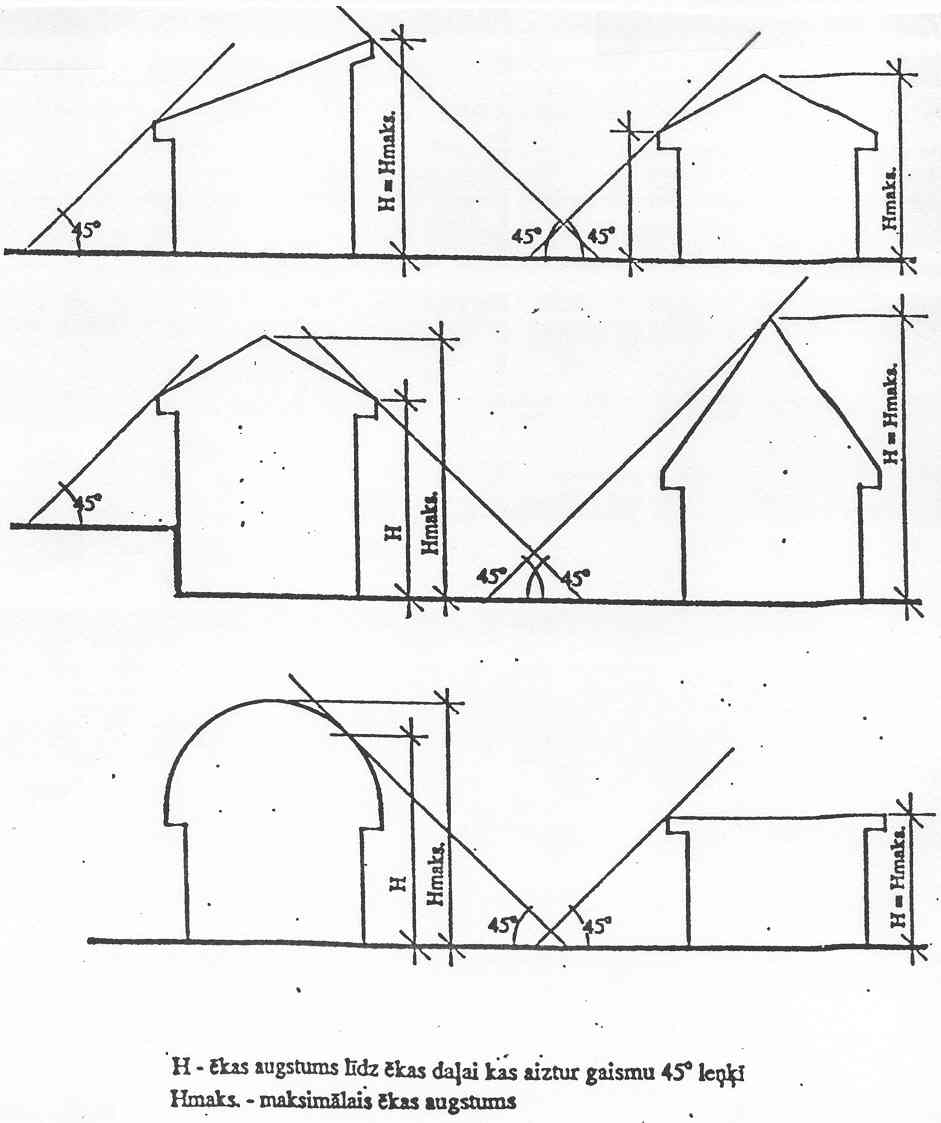 H = Hmaks.
45°
45°
45°
Hmaks.
45°
H
Hmaks.
45°
45°
H = Hmaks.
H
Hmaks.
45°
45°
H = Hmaks.
H - ēkas augstums līdz ēkas daļai kas aiztur gaismu 45° leņķī
Hmaks. - maksimālais ēkas augstums